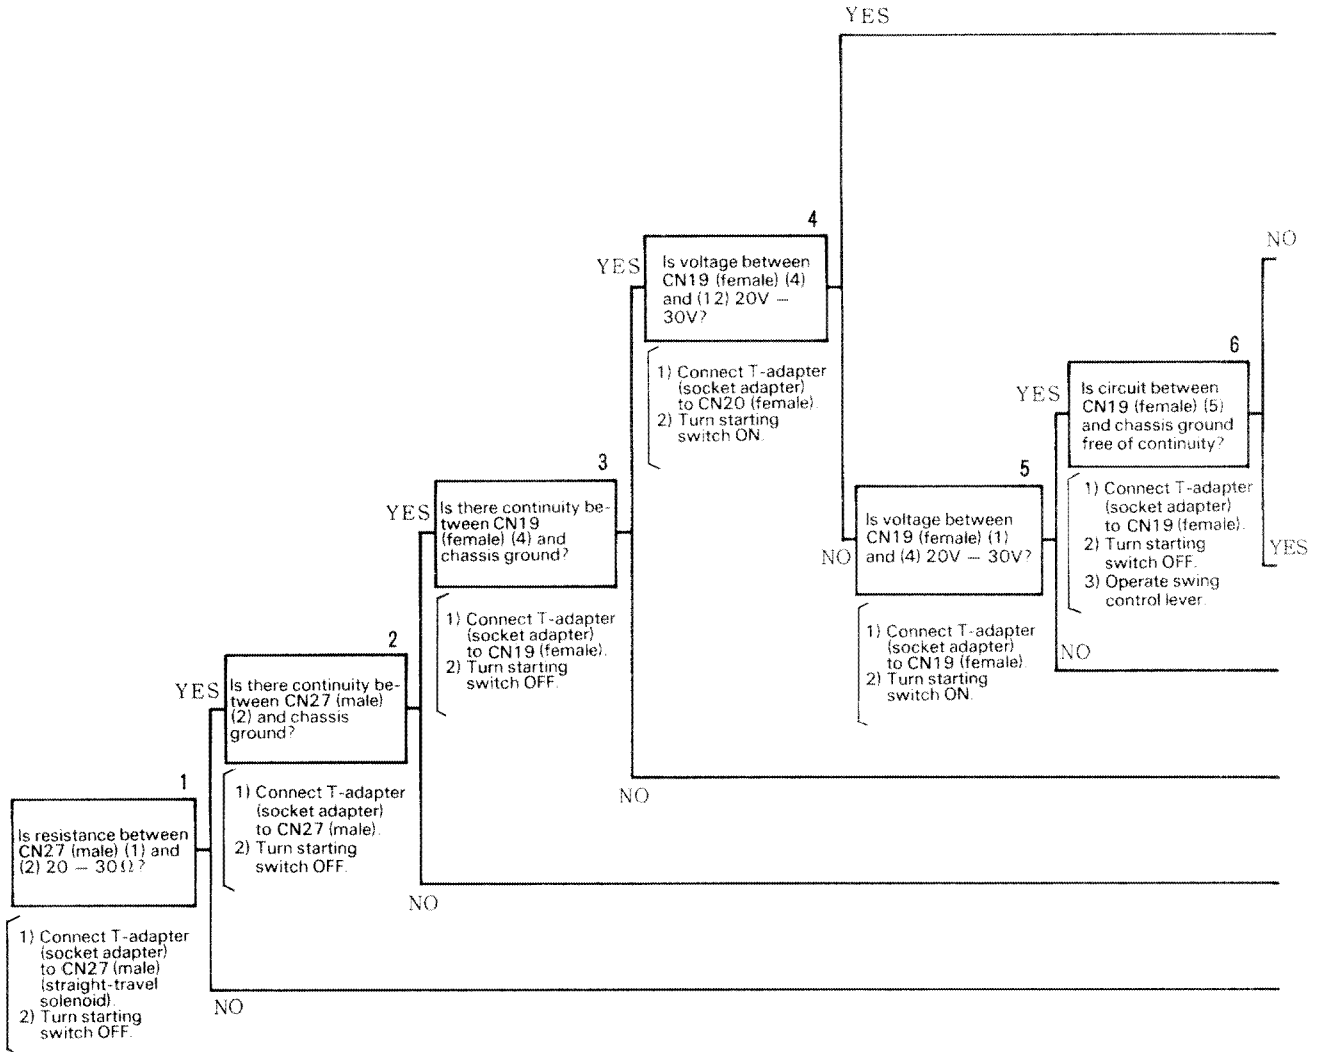 1
Is resistance between
CN27 (male) (1) and
(2) 20 — 30Ω?
1) Connect T-adapter
(socket adapter)
to CN27 (male)
(straight-travel
solenoid).
2) Turn starting
switch OFF.
NO
YES
2
Is there continuity be-
tween CN27 (male)
(2) and chassis
ground?
1) Connect T-adapter
(socket adapter)
to CN27 (male).
2) Turn starting
switch OFF.
NO
YES
3
Is there continuity be-
tween CN19
(female) (4) and
chassis ground?
1) Connect T-adapter
(socket adapter)
to CN19 (female).
2) Turn starting
switch OFF.
NO
YES
4
Is voltage between
CN19 (female) (4)
and (12) 20V —
30V?
1) Connect T-adapter
(socket adapter)
to CN20 (female).
2) Turn starting
switch ON.
YES
NO
5
Is voltage between
CN19 (female) (1)
and (4) 20V — 30V?
1) Connect T-adapter
(socket adapter)
to CN19 (female).
2) Turn starting
switch ON.
NO
YES
6
Is circuit between
CN19 (female) (5)
and chassis ground
free of continuity?
1) Connect T-adapter
(socket adapter)
to CN19 (female).
2) Turn starting
switch OFF.
3) Operate swing
control lever.
NO
YES